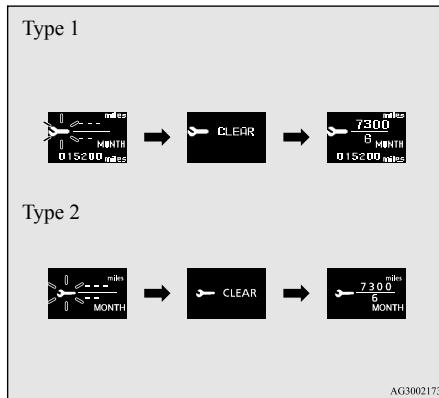 Type 1
miles
---
--
MONTH
015200 miles
CLEAR
miles
7300
6
MONTH
015200 miles
Type 2
miles
---
--
MONTH
CLEAR
miles
7300
6
MONTH
AG3002173